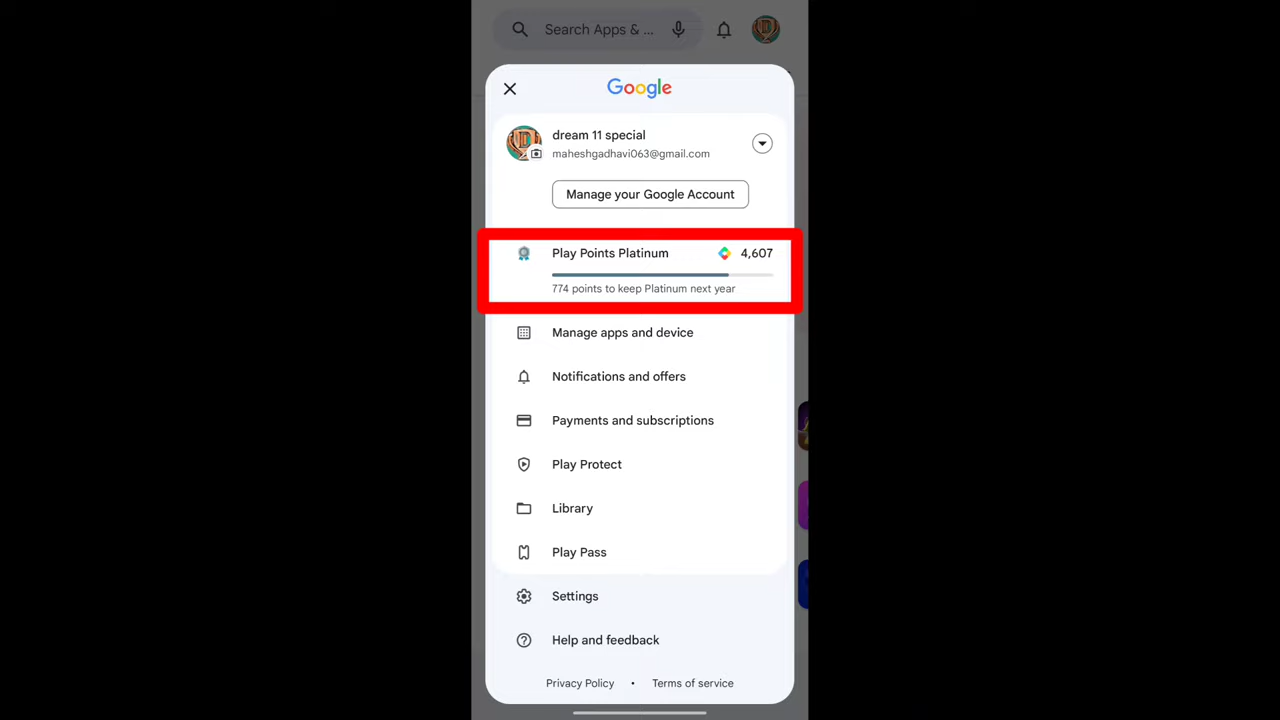 Search Apps & ...
Google
dream 11 special
maheshgadhavi063@gmail.com
Manage your Google Account
Play Points Platinum 4,607
774 points to keep Platinum next year
Manage apps and device
Notifications and offers
Payments and subscriptions
Play Protect
Library
Play Pass
Settings
Help and feedback
Privacy Policy • Terms of service